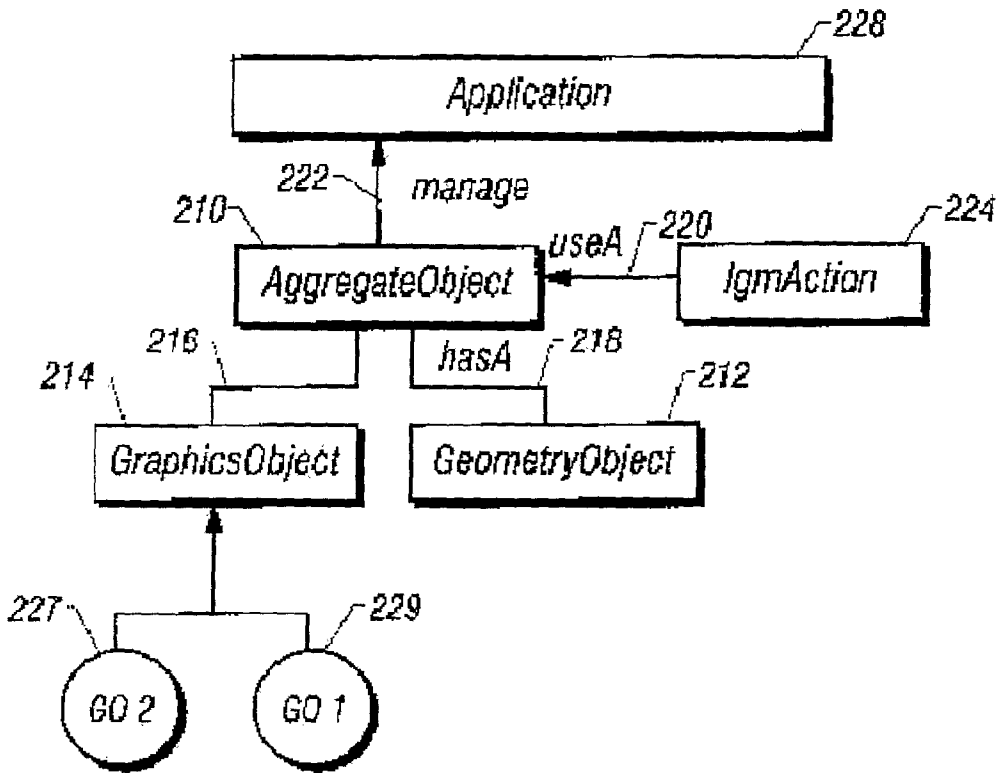 228
Application
222
manage
210
useA
220
224
AggregateObject
IgmAction
216
hasA
218
214
212
GraphicsObject
GeometryObject
227
229
GO 2
GO 1